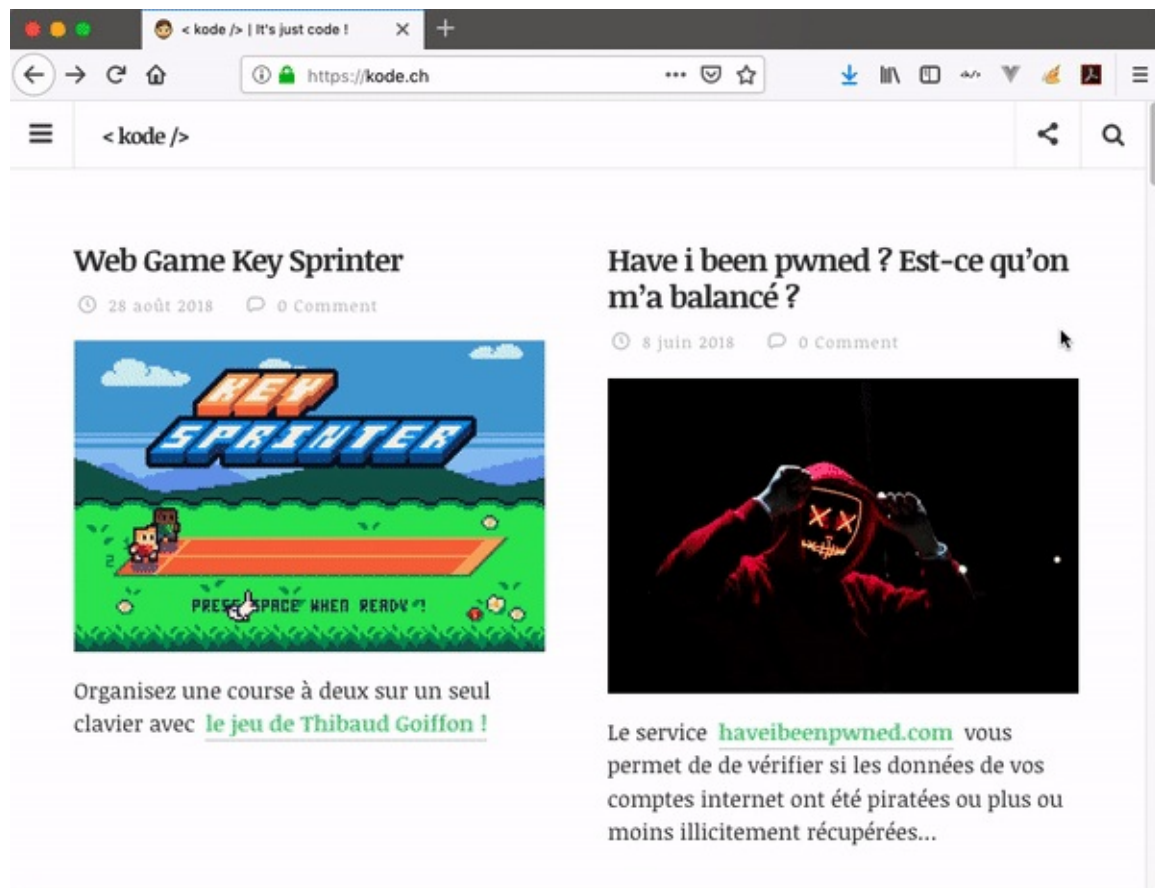 < kode /> | It's just code !
https://kode.ch
< kode />
Web Game Key Sprinter
28 août 2018 0 Comment
KEY
SPRINTER
2
PRESS SPACE WHEN READY !
Organisez une course à deux sur un seul
clavier avec le jeu de Thibaud Goiffon !
Have i been pwned ? Est-ce qu’on
m’a balancé ?
8 juin 2018 0 Comment
Le service haveibeenpwned.com vous
permet de de vérifier si les données de vos
comptes internet ont été piratées ou plus ou
moins illicitement récupérées…